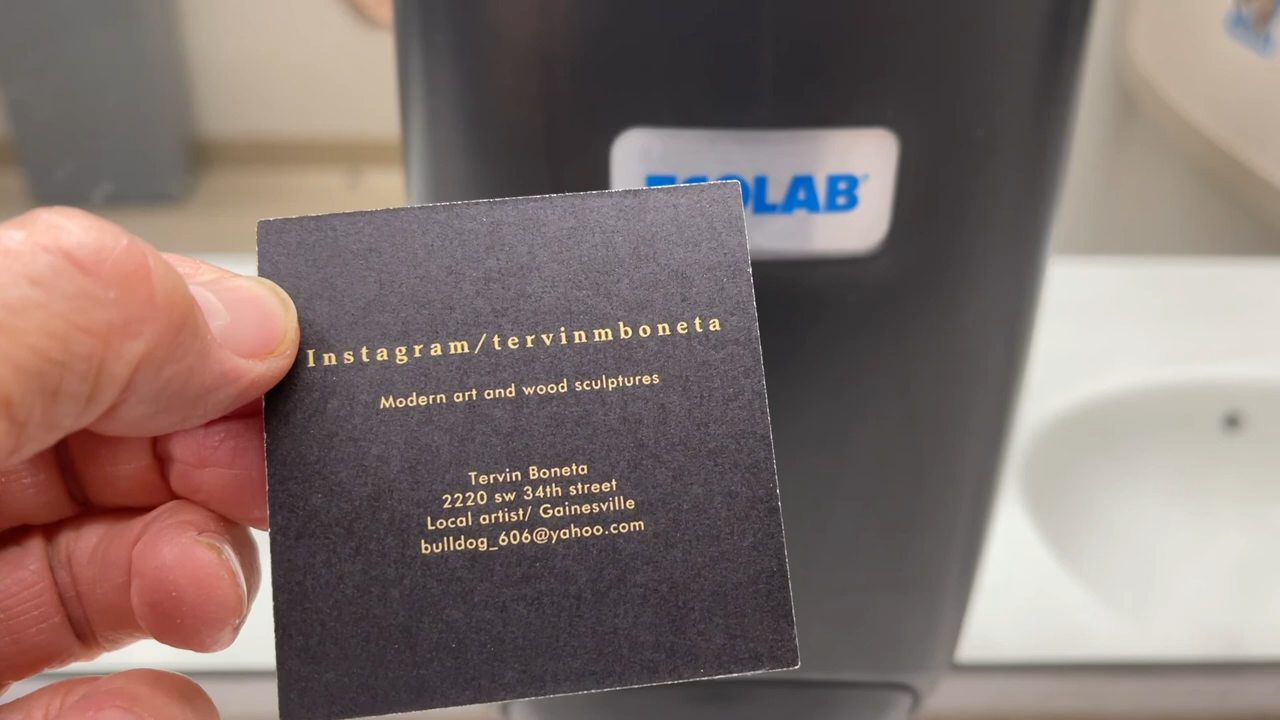 ECOLAB
Instagram/tervinmboneta
Modern art and wood sculptures
Tervin Boneta
2220 sw 34th street
Local artist/ Gainesville
bulldog_606@yahoo.com